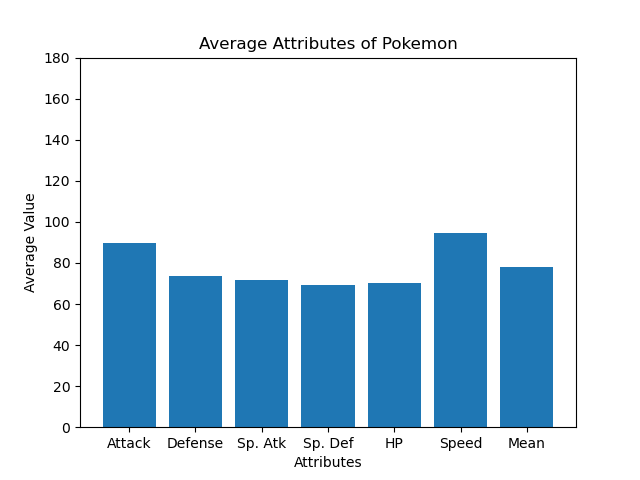 Average Attributes of Pokemon
180
160
140
120
100
80
60
40
20
0
Average Value
Attack Defense Sp. Atk Sp. Def HP Speed Mean
Attributes